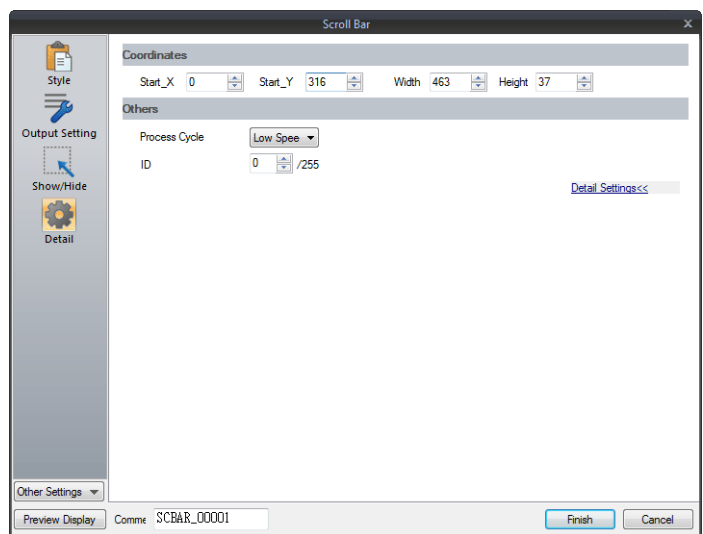 Scroll Bar
Style
Output Setting
Show/Hide
Detail
Other Settings
Coordinates
Start_X 0 Start_Y 316 Width 463 Height 37
Others
Process Cycle Low Spee
ID 0 /255
Detail Settings<<
Preview Display Comme SCBAR_00001 Finish Cancel